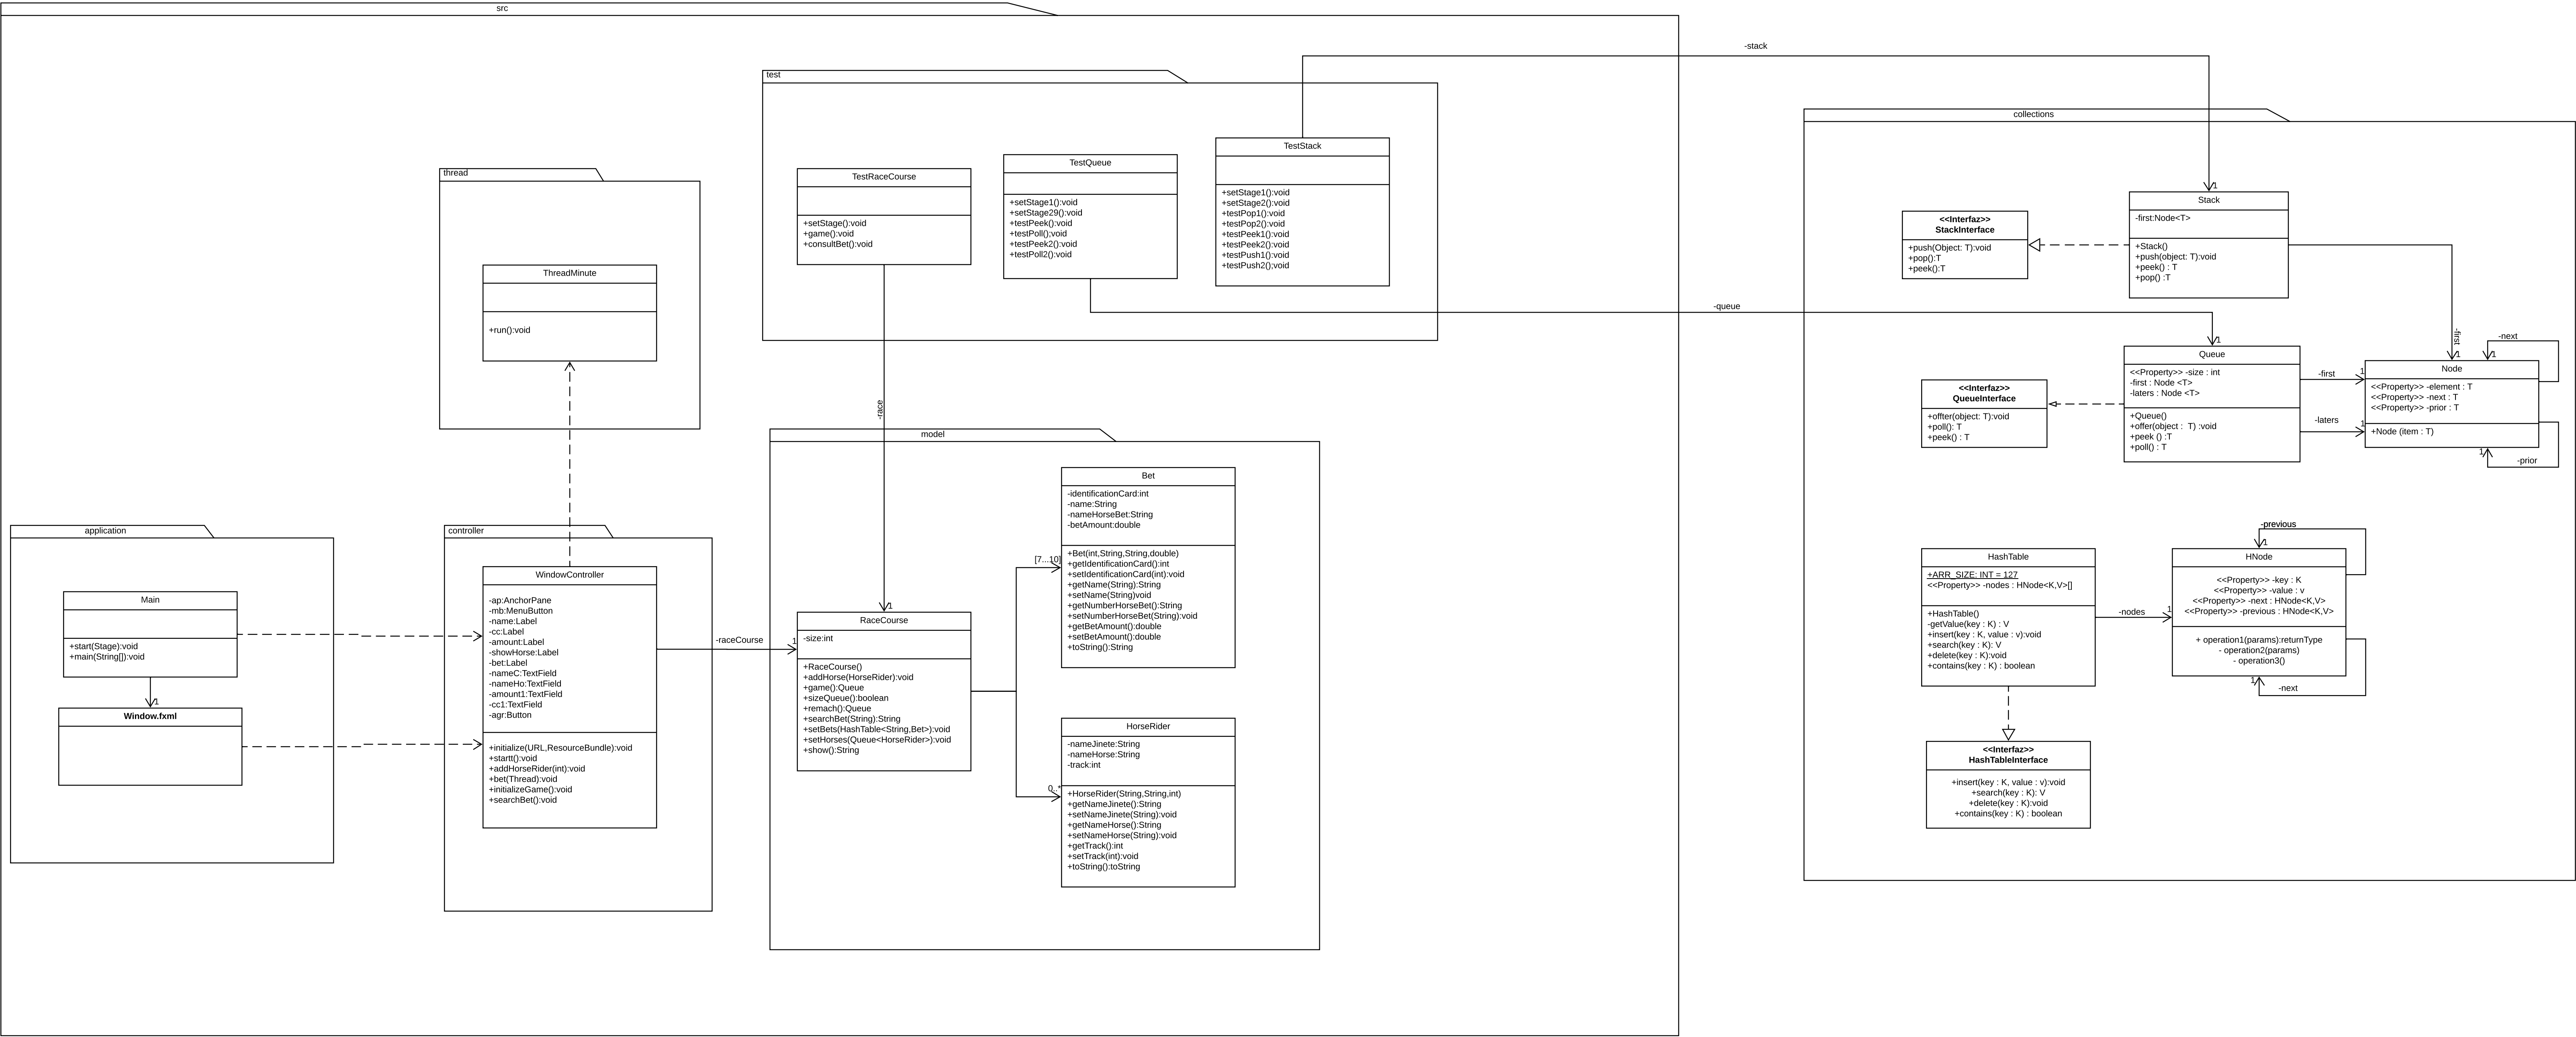 src
-stack
test
TestRaceCourse
+setStage():void
+game():void
+consultBet():void
TestQueue
+setStage1():void
+setStage29():void
+testPeek():void
+testPoll();void
+testPeek2():void
+testPoll2():void
TestStack
+setStage1():void
+setStage2():void
+testPop1():void
+testPop2():void
+testPeek1():void
+testPeek2():void
+testPush1():void
+testPush2();void
thread
ThreadMinute
+run():void
-queue
-race
application
Main
+start(Stage):void
+main(String[]):void
1
Window.fxml
controller
WindowController
-ap:AnchorPane
-mb:MenuButton
-name:Label
-cc:Label
-amount:Label
-showHorse:Label
-bet:Label
-nameC:TextField
-nameHo:TextField
-amount1:TextField
-cc1:TextField
-agr:Button
+initialize(URL,ResourceBundle):void
+startt():void
+addHorseRider(int):void
+bet(Thread):void
+initializeGame():void
+searchBet():void
-raceCourse
1
model
1
RaceCourse
-size:int
+RaceCourse()
+addHorse(HorseRider):void
+game():Queue
+sizeQueue():boolean
+remach():Queue
+searchBet(String):String
+setBets(HashTable<String,Bet>):void
+setHorses(Queue<HorseRider>):void
+show():String
[7...10]
Bet
-identificationCard:int
-name:String
-nameHorseBet:String
-betAmount:double
+Bet(int,String,String,double)
+getIdentificationCard():int
+setIdentificationCard(int):void
+getName(String):String
+setName(String)void
+getNumberHorseBet():String
+setNumberHorseBet(String):void
+getBetAmount():double
+setBetAmount():double
+toString():String
0..*
HorseRider
-nameJinete:String
-nameHorse:String
-track:int
+HorseRider(String,String,int)
+getNameJinete():String
+setNameJinete(String):void
+getNameHorse():String
+setNameHorse(String):void
+getTrack():int
+setTrack(int):void
+toString():toString
collections
1
Stack
-first:Node<T>
+Stack()
+push(object: T):void
+peek() : T
+pop() :T
<<Interfaz>>
StackInterface
+push(Object: T):void
+pop():T
+peek():T
1
Queue
<<Property>> -size : int
-first : Node <T>
-laters : Node <T>
+Queue()
+offer(object :  T) :void
+peek () :T
+poll() : T
<<Interfaz>>
QueueInterface
+offter(object: T):void
+poll(): T
+peek() : T
-first
1
-next
1
-first
1
-laters
1
Node
<<Property>> -element : T
<<Property>> -next : T
<<Property>> -prior : T
+Node (item : T)
1
-prior
HashTable
+ARR_SIZE: INT = 127
<<Property>> -nodes : HNode<K,V>[]
+HashTable()
-getValue(key : K) : V
+insert(key : K, value : v):void
+search(key : K): V
+delete(key : K):void
+contains(key : K) : boolean
-nodes
1
-previous
1
HNode
<<Property>> -key : K
<<Property>> -value : v
<<Property>> -next : HNode<K,V>
<<Property>> -previous : HNode<K,V>
+ operation1(params):returnType
- operation2(params)
- operation3()
1
-next
<<Interfaz>>
HashTableInterface
+insert(key : K, value : v):void
+search(key : K): V
+delete(key : K):void
+contains(key : K) : boolean